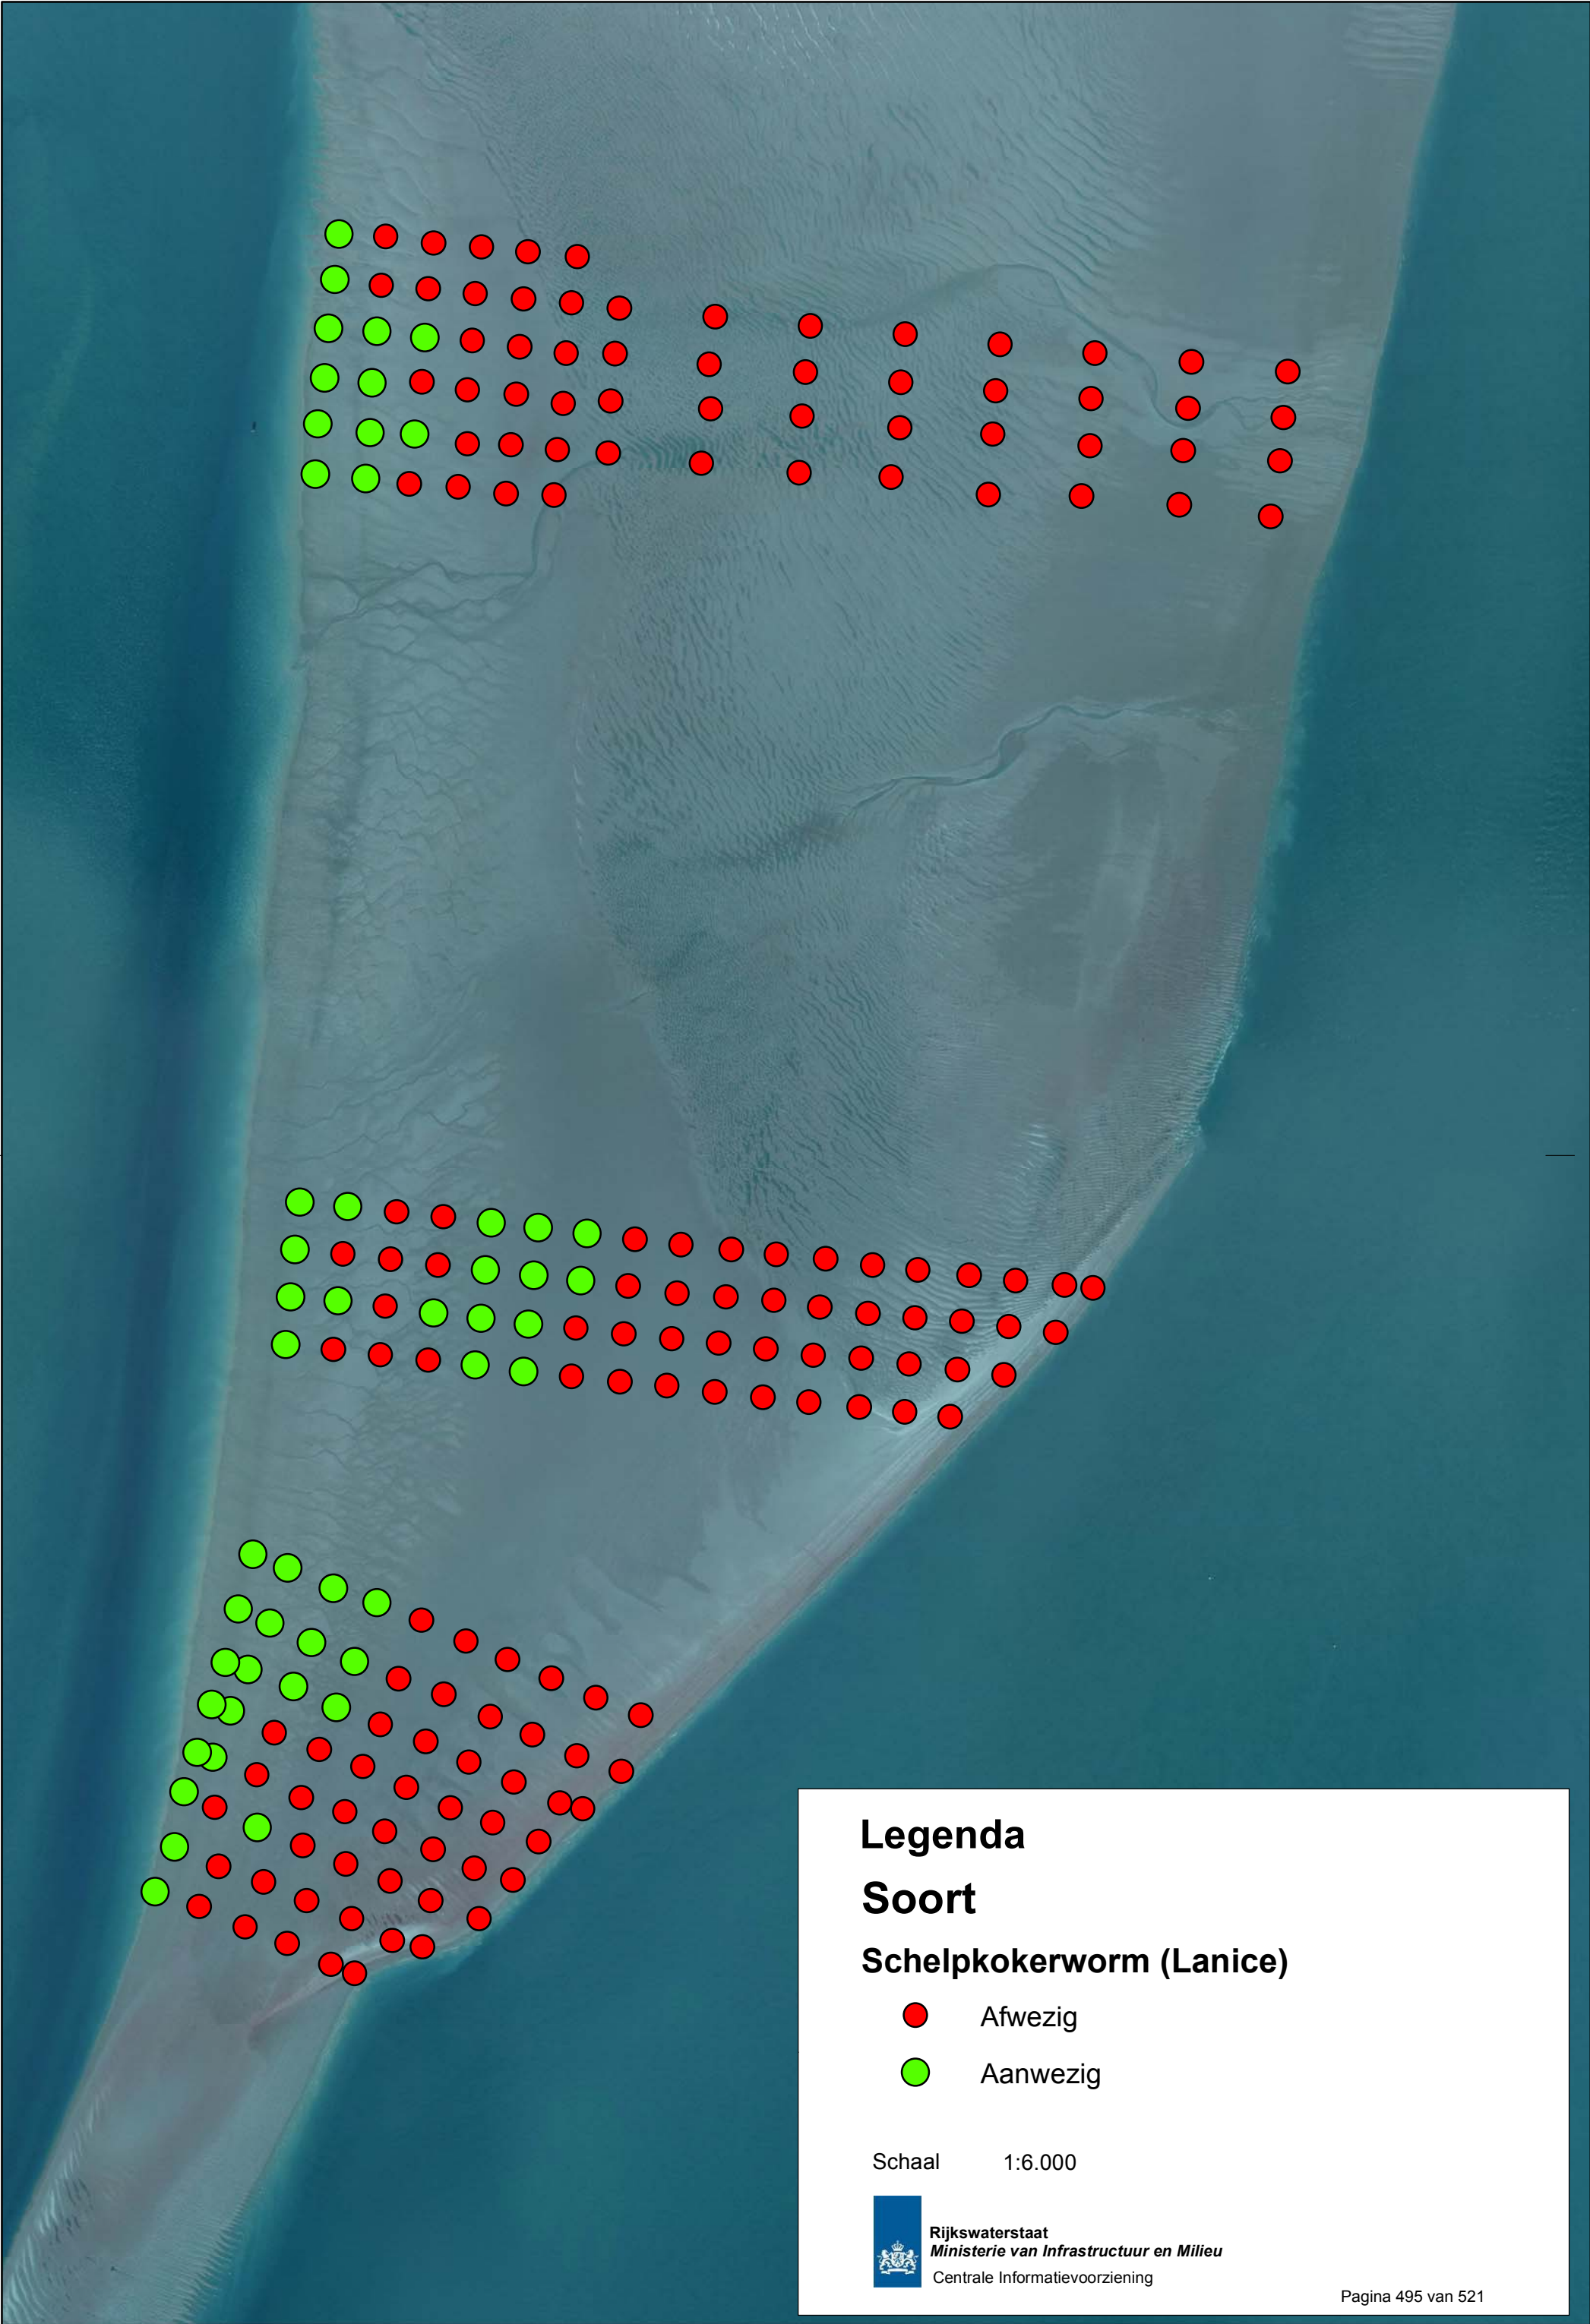 Legenda
Soort
Schelpkokerworm (Lanice)
Afwezig
Aanwezig
Schaal 1:6.000
Rijkswaterstaat
Ministerie van Infrastructuur en Milieu
Centrale Informatievoorziening
Pagina 495 van 521